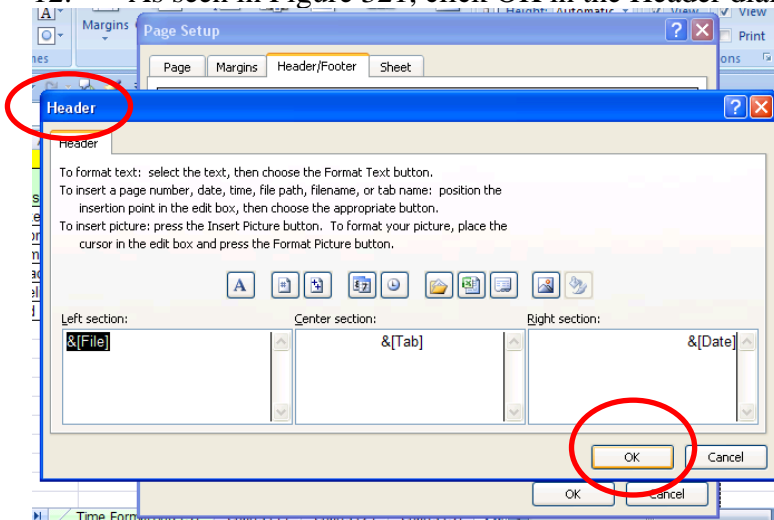 12. As seen in Figure 321, click OK in the Header
Height: Automatic View View
Margins Page Setup Print
Page Margins Header/Footer Sheet
Header
Header
To format text: select the text, then choose the Format Text button.
To insert a page number, date, time, file path, filename, or tab name: position the
insertion point in the edit box, then choose the appropriate button.
To insert picture: press the Insert Picture button. To format your picture, place the
cursor in the edit box and press the Format Picture button.
A
Left section: Center section: Right section:
&[File] &[Tab] &[Date]
OK Cancel
OK Cancel
Time